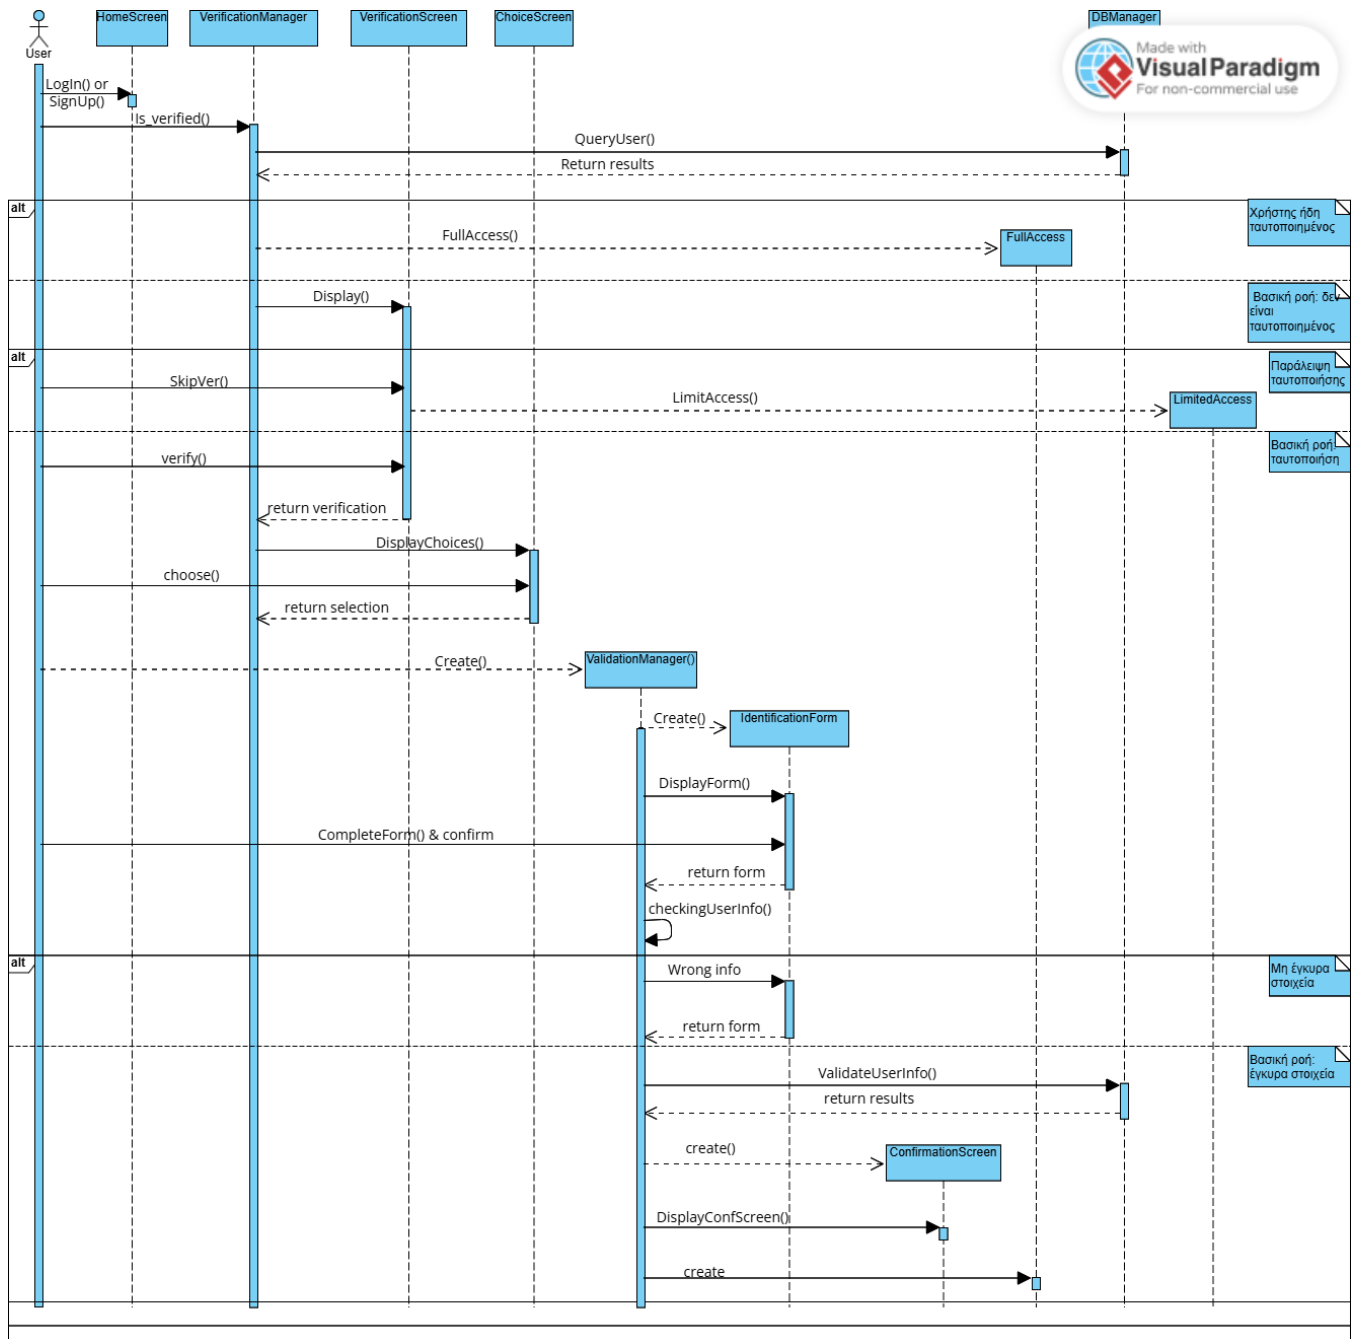 HomeScreen
VerificationManager
VerificationScreen
ChoiceScreen
DBManager
User
Made with
Visual Paradigm
For non-commercial use
LogIn() or
SignUp()
Is_verified()
QueryUser()
Return results
alt
Χρήστης ήδη
ταυτοποιημένος
FullAccess()
FullAccess
Display()
Βασική ροή: δεν
είναι
ταυτοποιημένος
alt
Παράλειψη
ταυτοποιήσης
SkipVer()
LimitAccess()
LimitedAccess
Βασική ροή:
ταυτοποιήση
verify()
return verification
DisplayChoices()
choose()
return selection
Create()
ValidationManager()
Create()
IdentificationForm
DisplayForm()
CompleteForm() & confirm
return form
checkingUserInfo()
alt
Μη έγκυρα
στοιχεία
Wrong info
return form
Βασική ροή:
έγκυρα στοιχεία
ValidateUserInfo()
return results
create()
ConfirmationScreen
DisplayConfScreen()
create